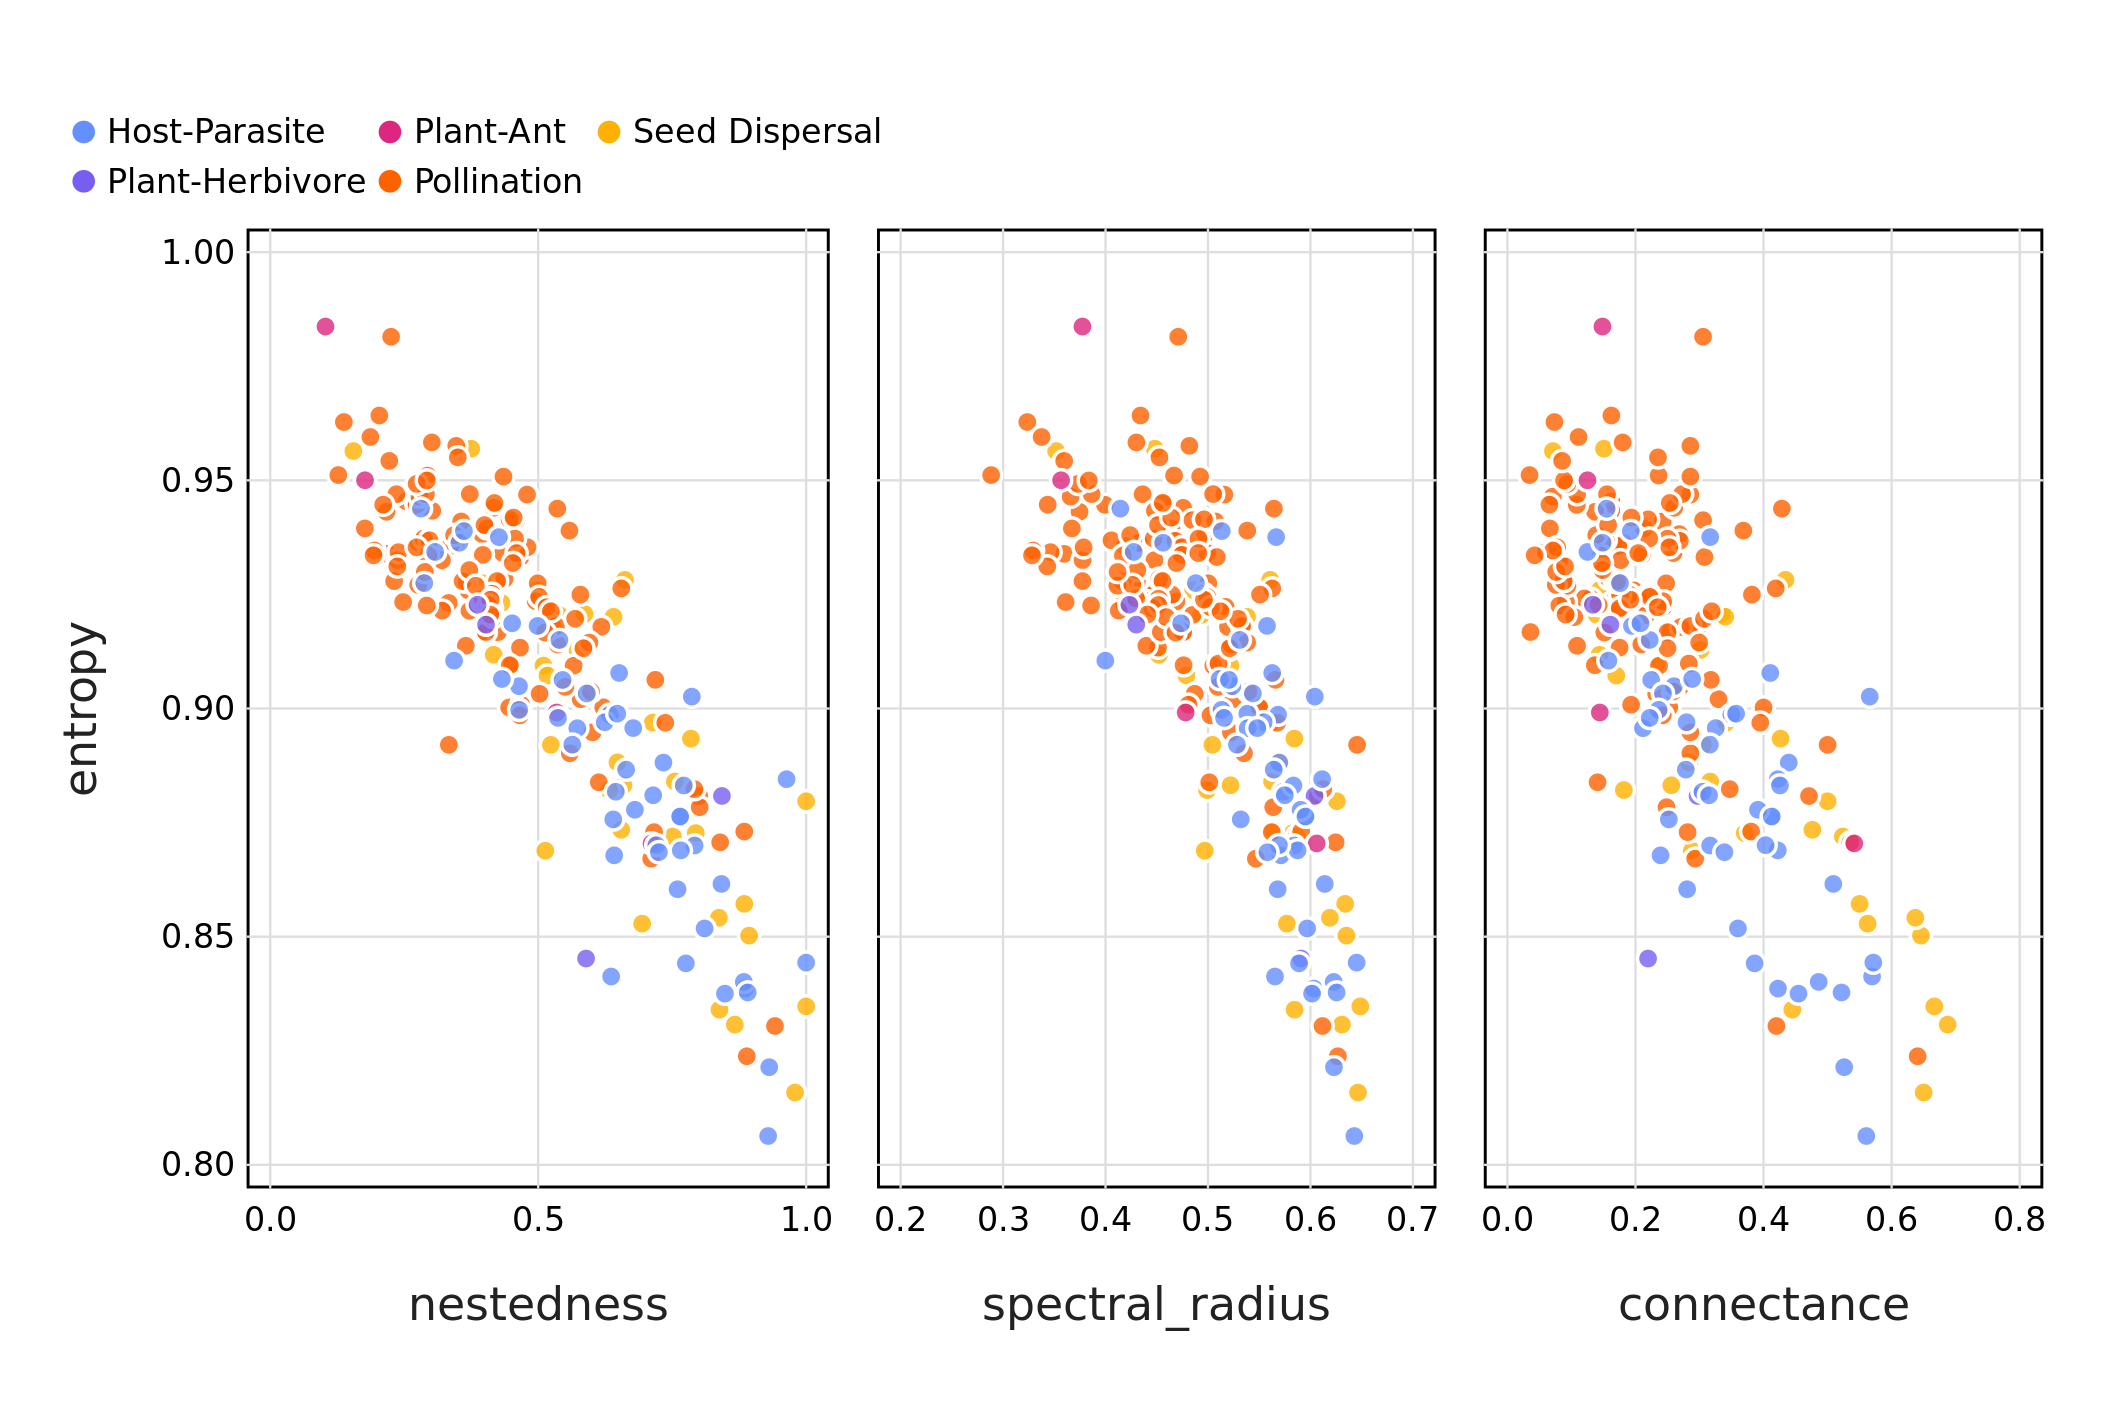 Host-Parasite Plant-Ant Seed Dispersal
Plant-Herbivore Pollination
1.00
0.95
0.90
0.85
0.80
entropy
0.0 0.5 1.0 0.2 0.3 0.4 0.5 0.6 0.7 0.0 0.2 0.4 0.6 0.8
nestedness spectral_radius connectance